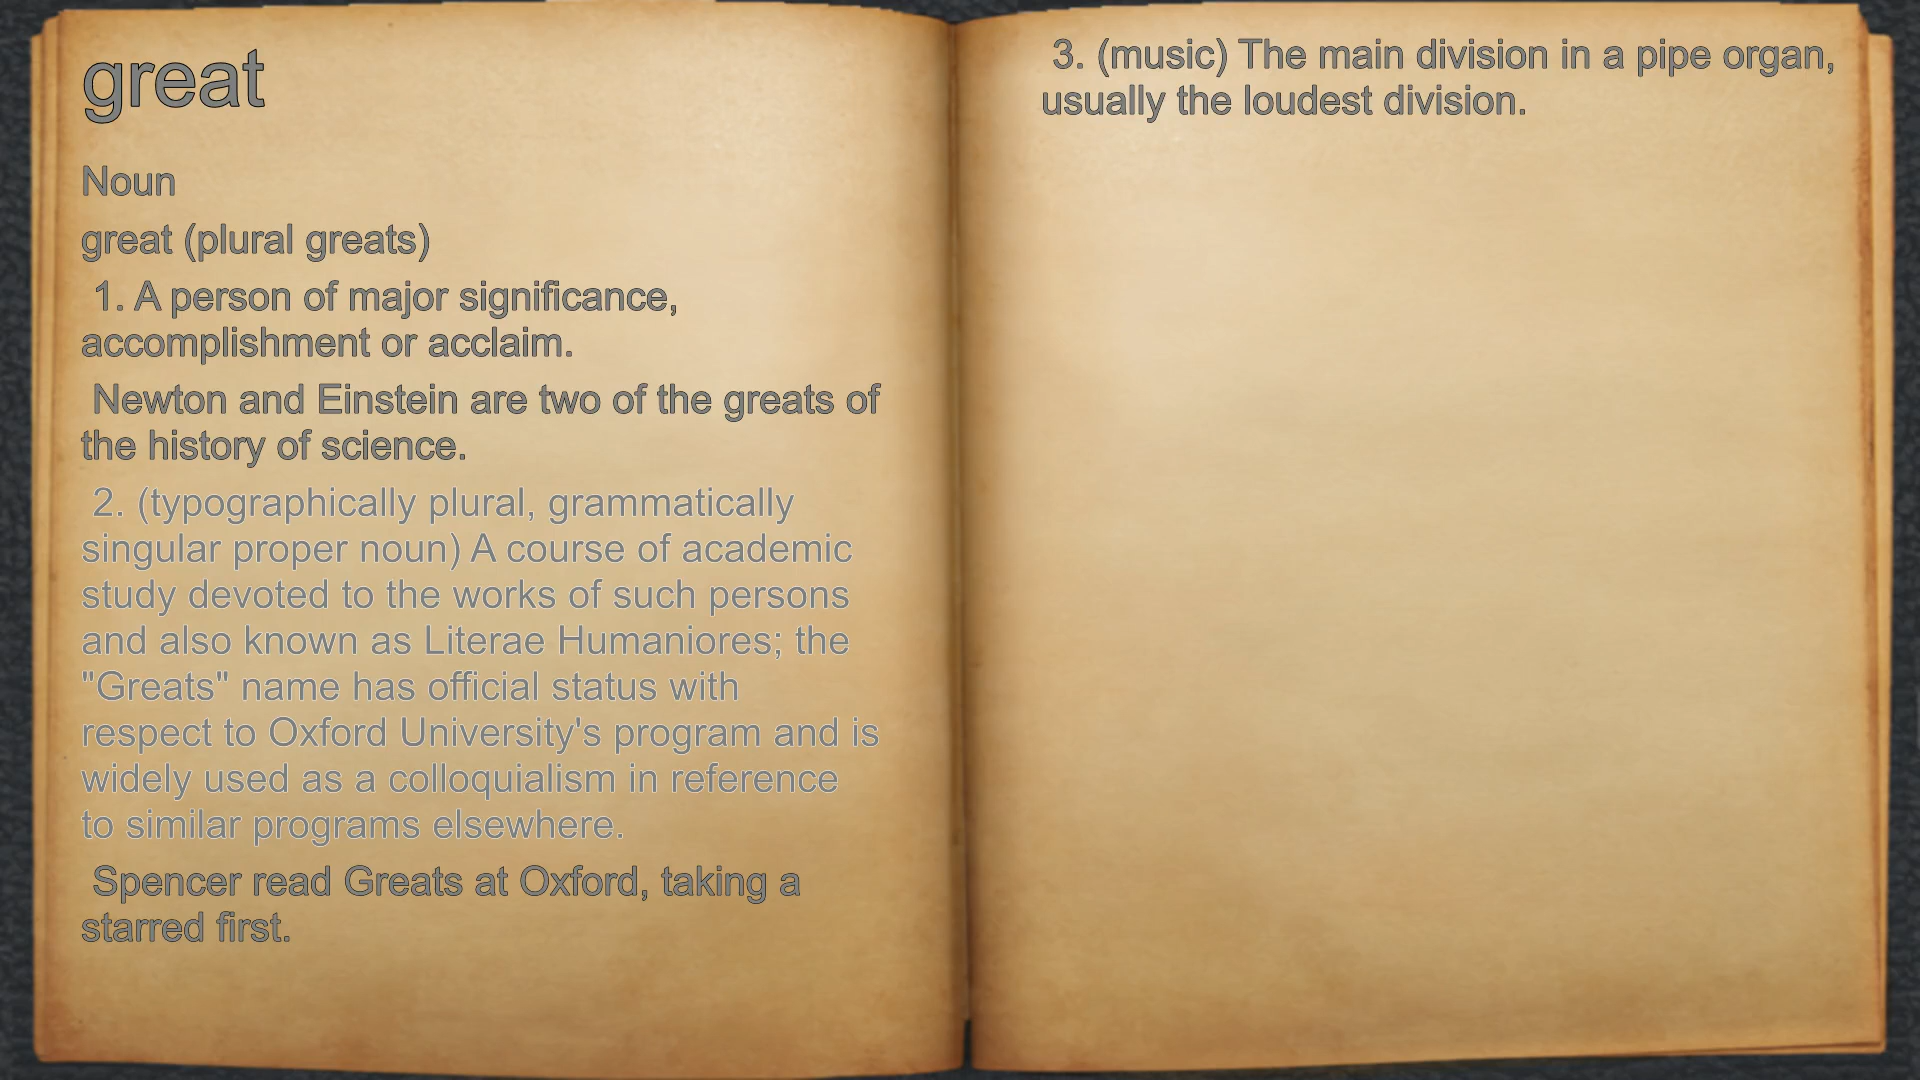 great
Noun
great (plural greats)
1. A person of major significance,
accomplishment or acclaim.
Newton and Einstein are two of the greats of
the history of science.
2. (typographically plural, grammatically
singular proper noun) A course of academic
study devoted to the works of such persons
and also known as Literae Humaniores; the
"Greats" name has official status with
respect to Oxford University's program and is
widely used as a colloquialism in reference
to similar programs elsewhere.
Spencer read Greats at Oxford, taking a
starred first.
3. (music) The main division in a pipe organ,
usually the loudest division.